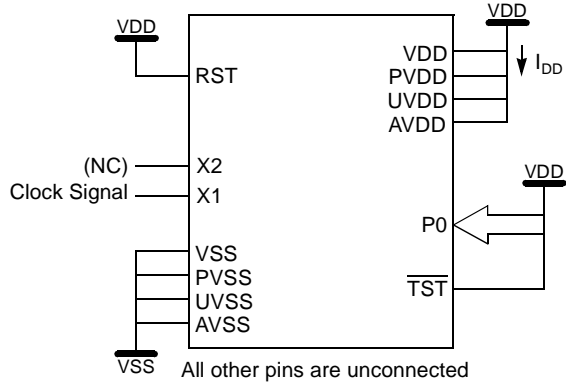 VDD
RST
(NC)
X2
Clock Signal
X1
VSS
PVSS
UVSS
AVSS
VSS
VDD
VDD
PVDD
UVDD
AVDD
IDD
VDD
P0
TST
All other pins are unconnected